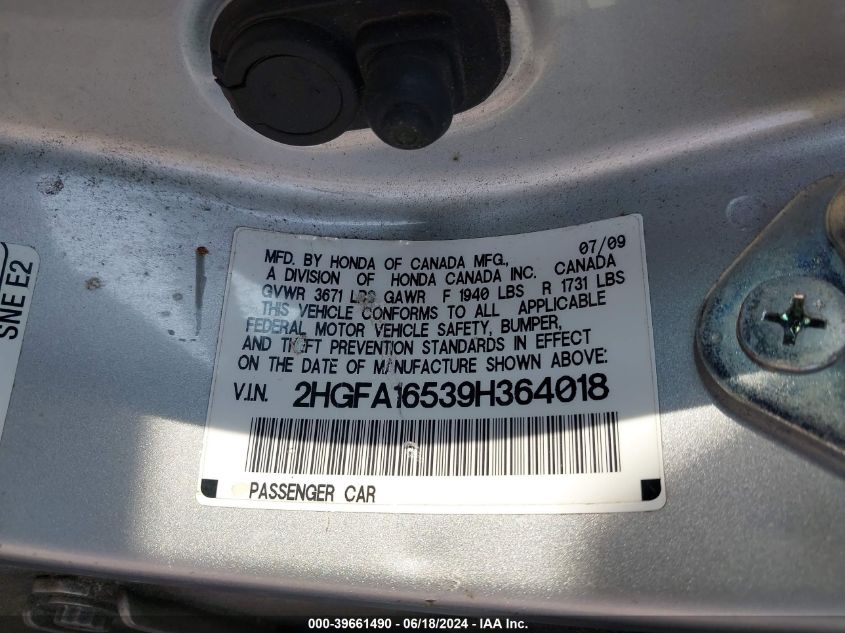 SNE E2
07/09
MFD. BY HONDA OF CANADA MFG.,
A DIVISION OF HONDA CANADA INC. CANADA
GVWR 3671 LBS GAWR F 1940 LBS R 1731 LBS
THIS VEHICLE CONFORMS TO ALL APPLICABLE
FEDERAL MOTOR VEHICLE SAFETY, BUMPER,
AND THEFT PREVENTION STANDARDS IN EFFECT
ON THE DATE OF MANUFACTURE SHOWN ABOVE:
V.I.N. 2HGFA16539H364018
PASSENGER CAR
000-39661490 - 06/18/2024 - IAA Inc.